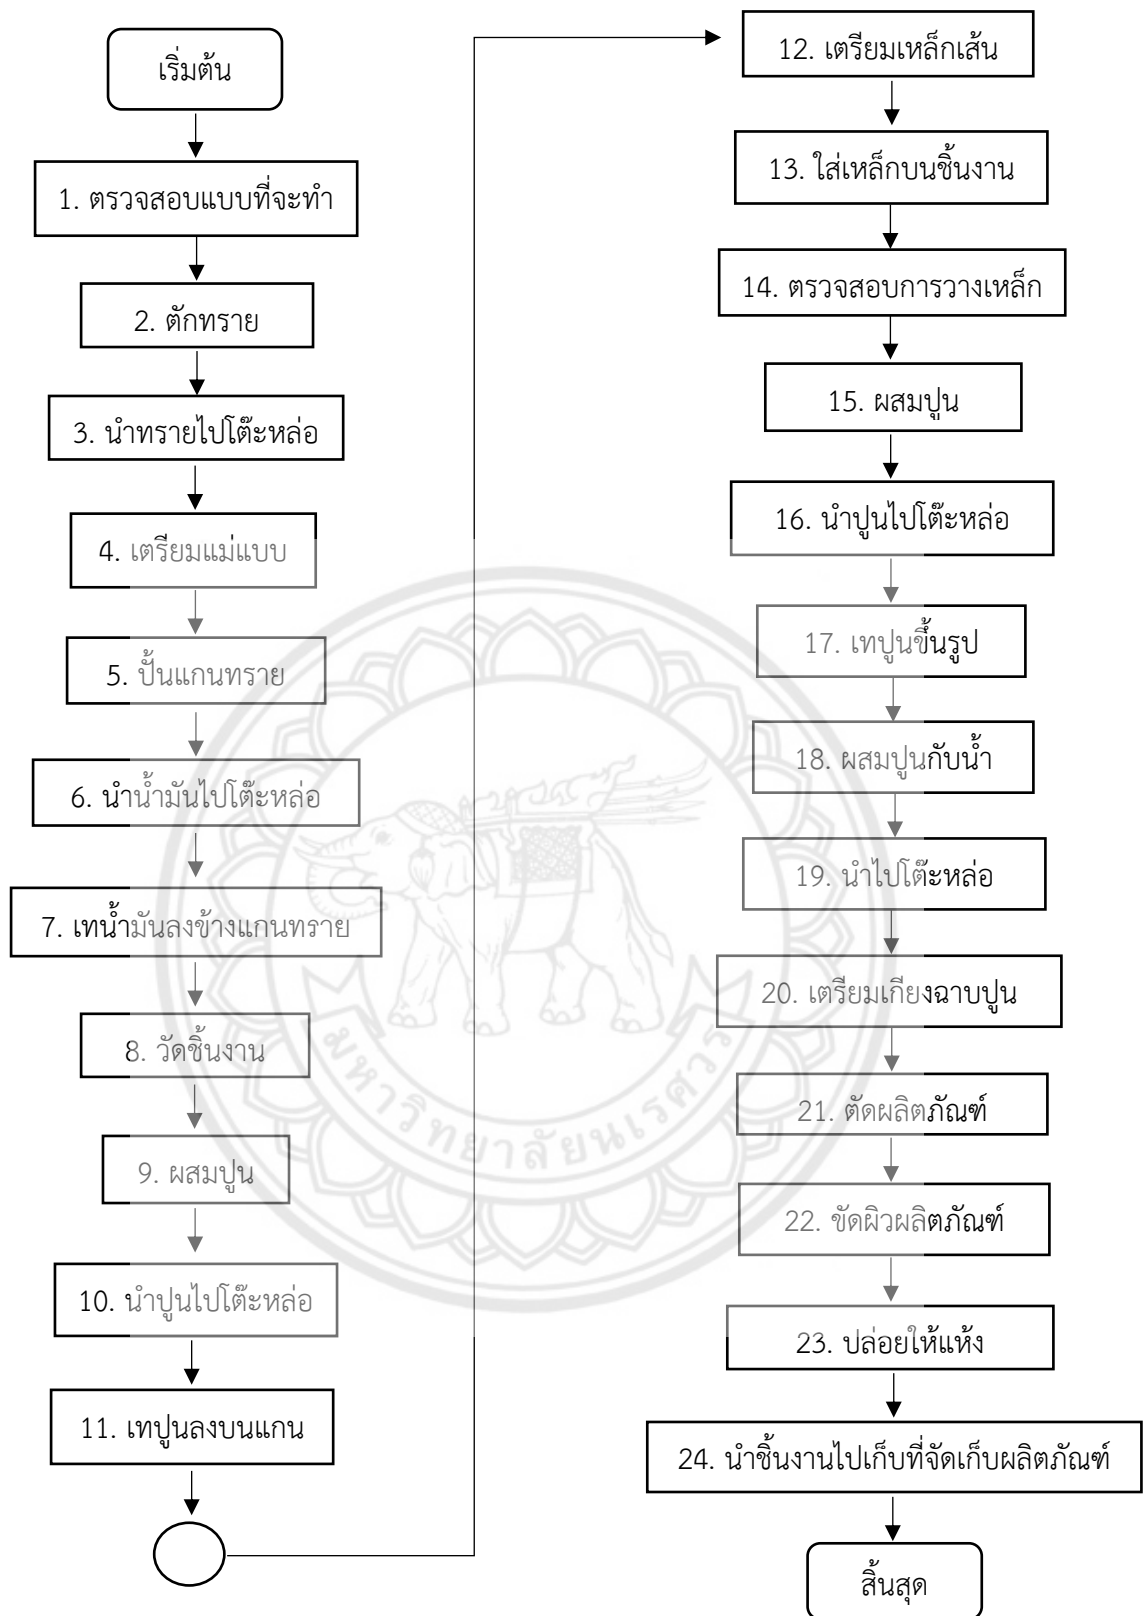 เริ่มต้น
1. ตรวจสอบแบบที่จะทำ
2. ตักทราย
3. นำทรายไปโต๊ะหล่อ
4. เตรียมแม่แบบ
5. ปั้นแกนทราย
6. นำน้ำมันไปโต๊ะหล่อ
7. เทน้ำมันลงข้างแกนทราย
8. วัดชิ้นงาน
9. ผสมปูน
10. นำปูนไปโต๊ะหล่อ
11. เทปูนลงบนแกน
12. เตรียมเหล็กเส้น
13. ใส่เหล็กบนชิ้นงาน
14. ตรวจสอบการวางเหล็ก
15. ผสมปูน
16. นำปูนไปโต๊ะหล่อ
17. เทปูนขึ้นรูป
18. ผสมปูนกับน้ำ
19. นำไปโต๊ะหล่อ
20. เตรียมเกียงฉาบปูน
21. ตัดผลิตภัณฑ์
22. ขัดผิวผลิตภัณฑ์
23. ปล่อยให้แห้ง
24. นำชิ้นงานไปเก็บที่จัดเก็บผลิตภัณฑ์
สิ้นสุด
มหาวิทยาลัยนเรศวร